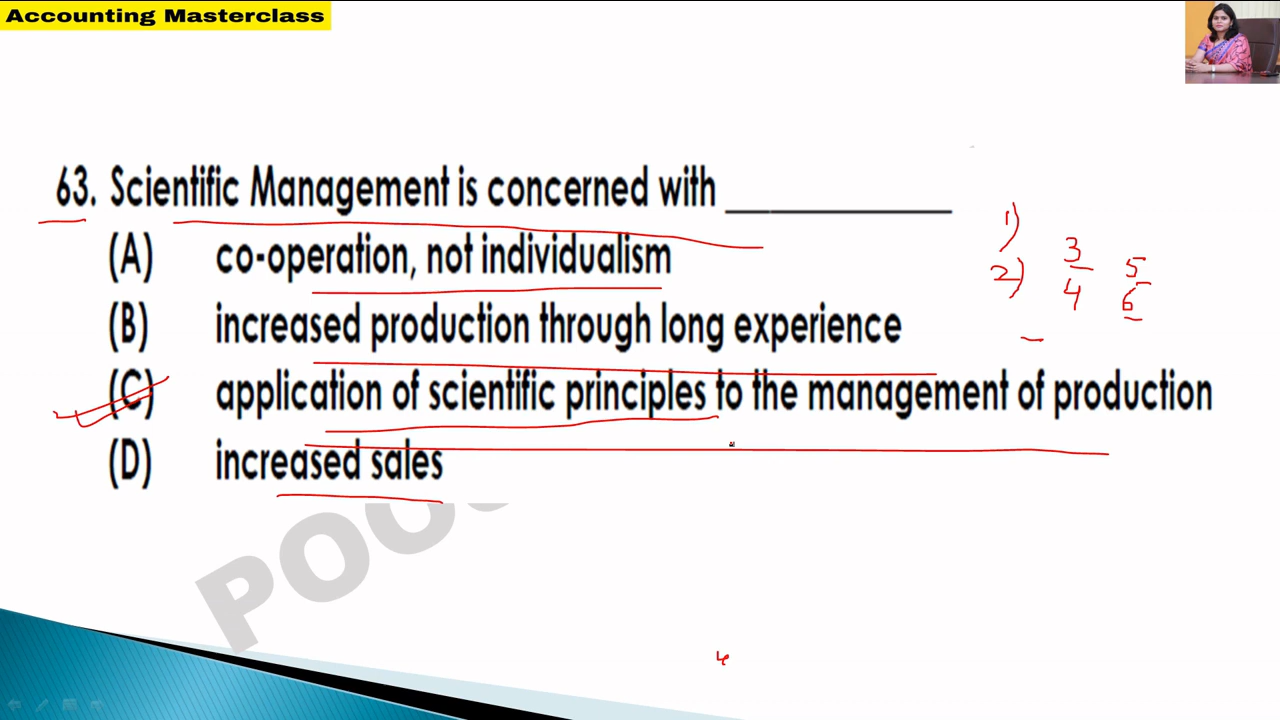 Accounting Masterclass
63. Scientific Management is concerned with ____________
(A) co-operation, not individualism
(B) increased production through long experience
(C) application of scientific principles to the management of production
(D) increased sales
1)
2) 3 5
4 6
POO